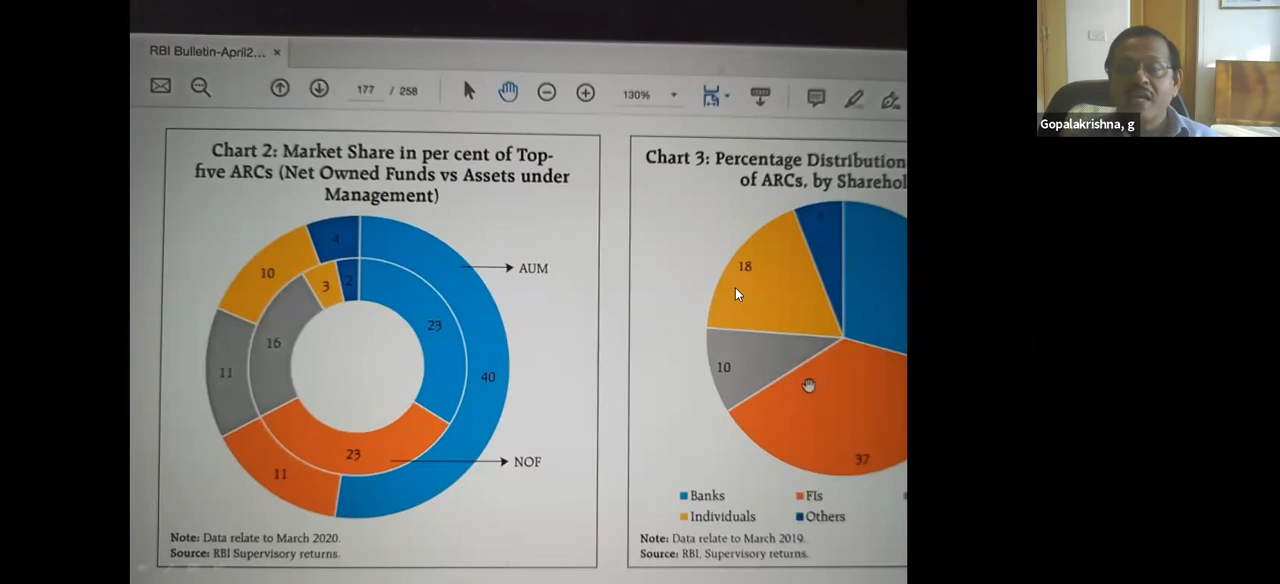 RBI Bulletin-April2... ×
177 / 258
130%
Gopalakrishna, g
Chart 2: Market Share in per cent of Top-
five ARCs (Net Owned Funds vs Assets under
Management)
4
10
2
3
AUM
23
16
11
40
23
NOF
11
Note: Data relate to March 2020.
Source: RBI Supervisory returns.
Chart 3: Percentage Distribution
of ARCs, by Sharehol
18
10
37
Banks
FIs
Individuals
Others
Note: Data relate to March 2019.
Source: RBI, Supervisory returns.